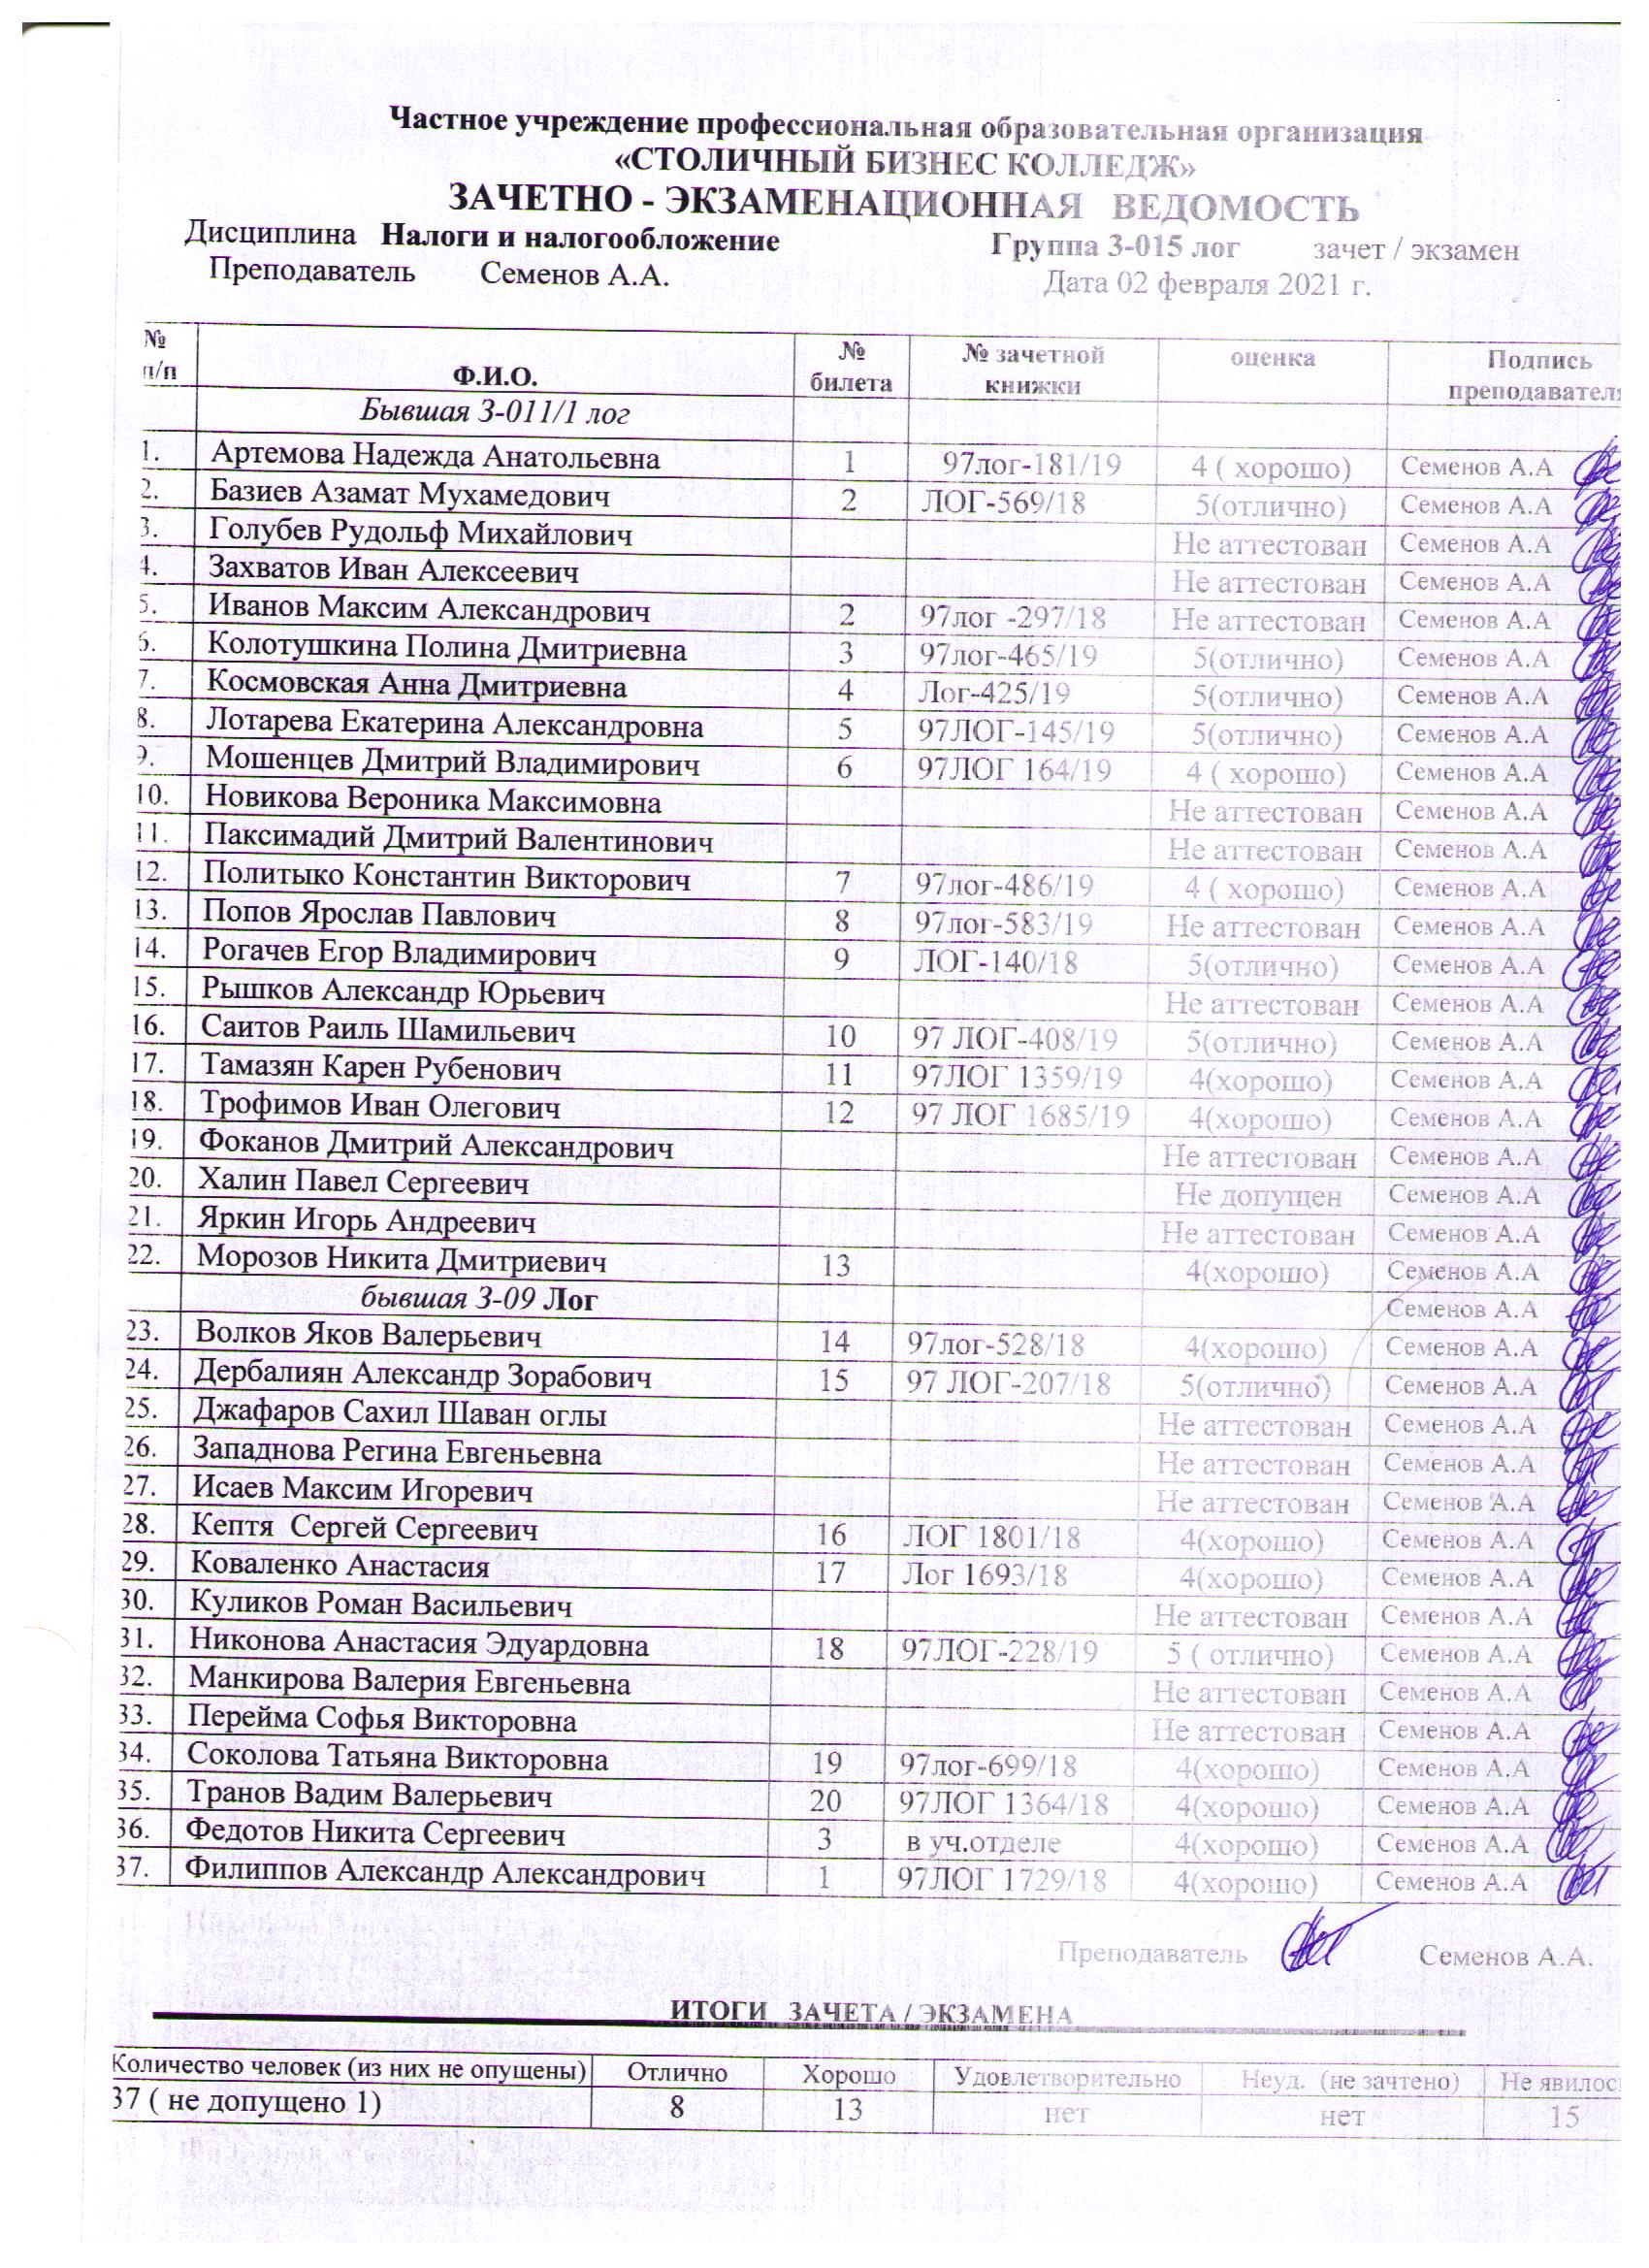 Частное учреждение профессиональная образовательная организация
«СТОЛИЧНЫЙ БИЗНЕС КОЛЛЕДЖ»
ЗАЧЕТНО - ЭКЗАМЕНАЦИОННАЯ ВЕДОМОСТЬ
Дисциплина Налоги и налогообложение Группа З-015 лог зачет / экзамен
Преподаватель Семенов А.А. Дата 02 февраля 2021 г.
№ п/п Ф.И.О. № билета № зачетной книжки оценка Подпись преподавателя
Бывшая З-011/1 лог
1. Артемова Надежда Анатольевна 1 97лог-181/19 4 ( хорошо) Семенов А.А
2. Базиев Азамат Мухамедович 2 ЛОГ-569/18 5(отлично) Семенов А.А
3. Голубев Рудольф Михайлович Не аттестован Семенов А.А
4. Захватов Иван Алексеевич Не аттестован Семенов А.А
5. Иванов Максим Александрович 2 97лог -297/18 Не аттестован Семенов А.А
6. Колотушкина Полина Дмитриевна 3 97лог-465/19 5(отлично) Семенов А.А
7. Космовская Анна Дмитриевна 4 Лог-425/19 5(отлично) Семенов А.А
8. Лотарева Екатерина Александровна 5 97ЛОГ-145/19 5(отлично) Семенов А.А
9. Мошенцев Дмитрий Владимирович 6 97ЛОГ 164/19 4 ( хорошо) Семенов А.А
10. Новикова Вероника Максимовна Не аттестован Семенов А.А
11. Паксимадий Дмитрий Валентинович Не аттестован Семенов А.А
12. Политыко Константин Викторович 7 97лог-486/19 4 ( хорошо) Семенов А.А
13. Попов Ярослав Павлович 8 97лог-583/19 Не аттестован Семенов А.А
14. Рогачев Егор Владимирович 9 ЛОГ-140/18 5(отлично) Семенов А.А
15. Рышков Александр Юрьевич Не аттестован Семенов А.А
16. Саитов Раиль Шамильевич 10 97 ЛОГ-408/19 5(отлично) Семенов А.А
17. Тамазян Карен Рубенович 11 97ЛОГ 1359/19 4(хорошо) Семенов А.А
18. Трофимов Иван Олегович 12 97 ЛОГ 1685/19 4(хорошо) Семенов А.А
19. Фоканов Дмитрий Александрович Не аттестован Семенов А.А
20. Халин Павел Сергеевич Не допущен Семенов А.А
21. Яркин Игорь Андреевич Не аттестован Семенов А.А
22. Морозов Никита Дмитриевич 13 4(хорошо) Семенов А.А
бывшая З-09 Лог Семенов А.А
23. Волков Яков Валерьевич 14 97лог-528/18 4(хорошо) Семенов А.А
24. Дербалиян Александр Зорабович 15 97 ЛОГ-207/18 5(отлично) Семенов А.А
25. Джафаров Сахил Шаван оглы Не аттестован Семенов А.А
26. Западнова Регина Евгеньевна Не аттестован Семенов А.А
27. Исаев Максим Игоревич Не аттестован Семенов А.А
28. Кептя Сергей Сергеевич 16 ЛОГ 1801/18 4(хорошо) Семенов А.А
29. Коваленко Анастасия 17 Лог 1693/18 4(хорошо) Семенов А.А
30. Куликов Роман Васильевич Не аттестован Семенов А.А
31. Никонова Анастасия Эдуардовна 18 97ЛОГ-228/19 5 ( отлично) Семенов А.А
32. Манкирова Валерия Евгеньевна Не аттестован Семенов А.А
33. Перейма Софья Викторовна Не аттестован Семенов А.А
34. Соколова Татьяна Викторовна 19 97лог-699/18 4(хорошо) Семенов А.А
35. Транов Вадим Валерьевич 20 97ЛОГ 1364/18 4(хорошо) Семенов А.А
36. Федотов Никита Сергеевич 3 в уч.отделе 4(хорошо) Семенов А.А
37. Филиппов Александр Александрович 1 97ЛОГ 1729/18 4(хорошо) Семенов А.А
Преподаватель Семенов А.А.
ИТОГИ ЗАЧЕТА / ЭКЗАМЕНА
Количество человек (из них не опущены) Отлично Хорошо Удовлетворительно Неуд. (не зачтено) Не явилос
37 ( не допущено 1) 8 13 нет нет 15